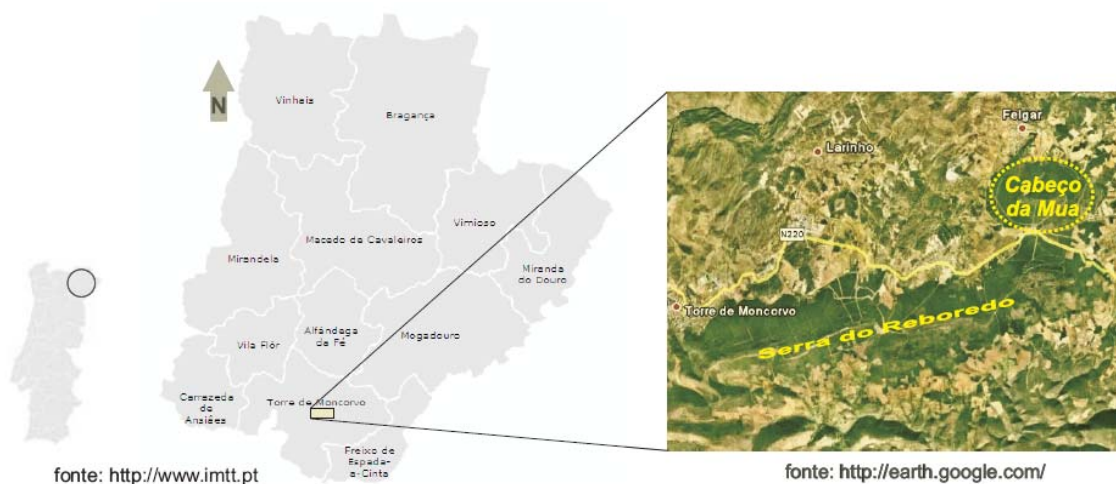 N
Vinhais
Bragança
Vimioso
Macedo de Cavaleiros
Mirandela
Miranda
do Douro
Alfândega
da Fé
Mogadouro
Vila Flôr
Carrazeda
de
Ansiães
Torre de Moncorvo
Freixo de
Espada-
a-Cinta
fonte: http://www.imtt.pt
Felgar
Larinho
Cabeço
da Mua
N220
Torre de Moncorvo
Serra do Reboredo
fonte: http://earth.google.com/